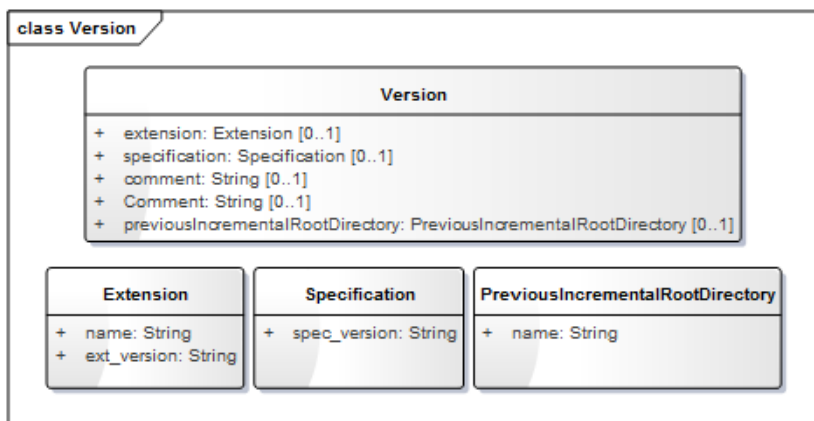 class Version
Version
+ extension: Extension [0..1]
+ specification: Specification [0..1]
+ comment: String [0..1]
+ Comment: String [0..1]
+ previousIncrementalRootDirectory: PreviousIncrementalRootDirectory [0..1]
Extension
+ name: String
+ ext_version: String
Specification
+ spec_version: String
PreviousIncrementalRootDirectory
+ name: String